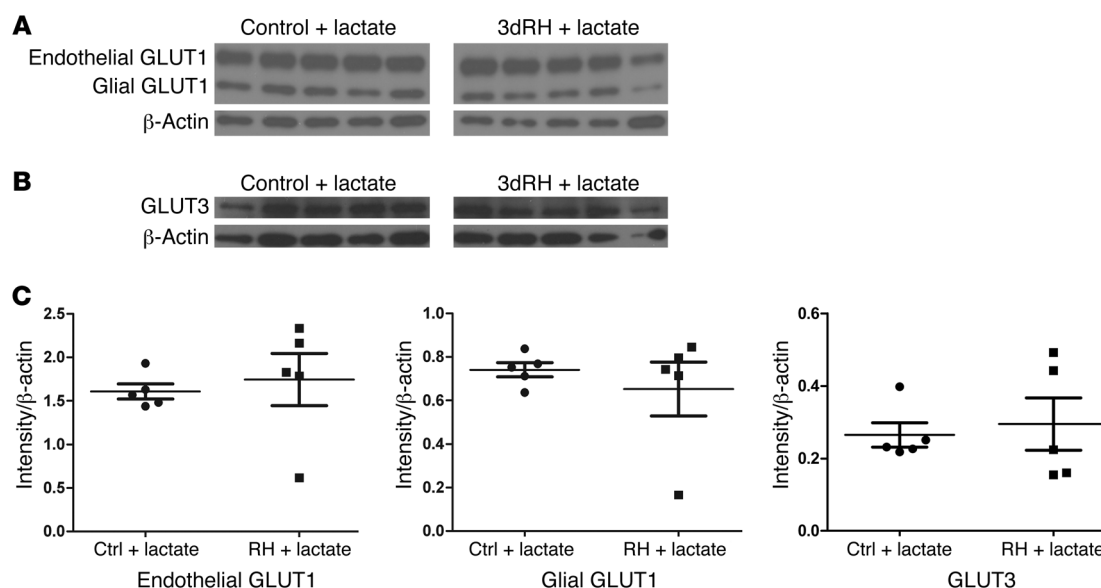 A
Control + lactate 3dRH + lactate
Endothelial GLUT1
Glial GLUT1
β-Actin
B
Control + lactate 3dRH + lactate
GLUT3
β-Actin
C
Intensity/β-actin
2.5
2.0
1.5
1.0
0.5
0.0
Ctrl + lactate RH + lactate
Endothelial GLUT1
Intensity/β-actin
1.0
0.8
0.6
0.4
0.2
0.0
Ctrl + lactate RH + lactate
Glial GLUT1
Intensity/β-actin
0.6
0.4
0.2
0.0
Ctrl + lactate RH + lactate
GLUT3